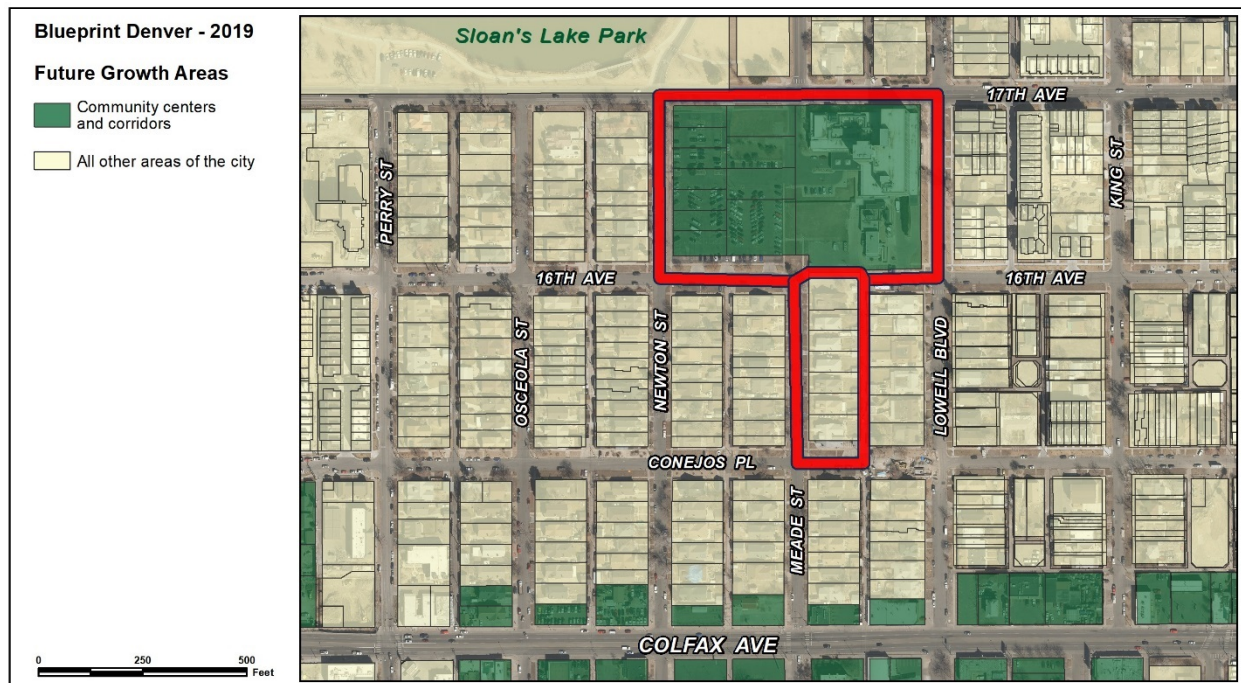 Blueprint Denver - 2019
Future Growth Areas
Community centers
and corridors
All other areas of the city
0 250 500
Feet
Sloan's Lake Park
17TH AVE
PERRY ST
KING ST
16TH AVE
16TH AVE
OSCEOLA ST
NEWTON ST
LOWELL BLVD
CONEJOS PL
MEADE ST
COLFAX AVE